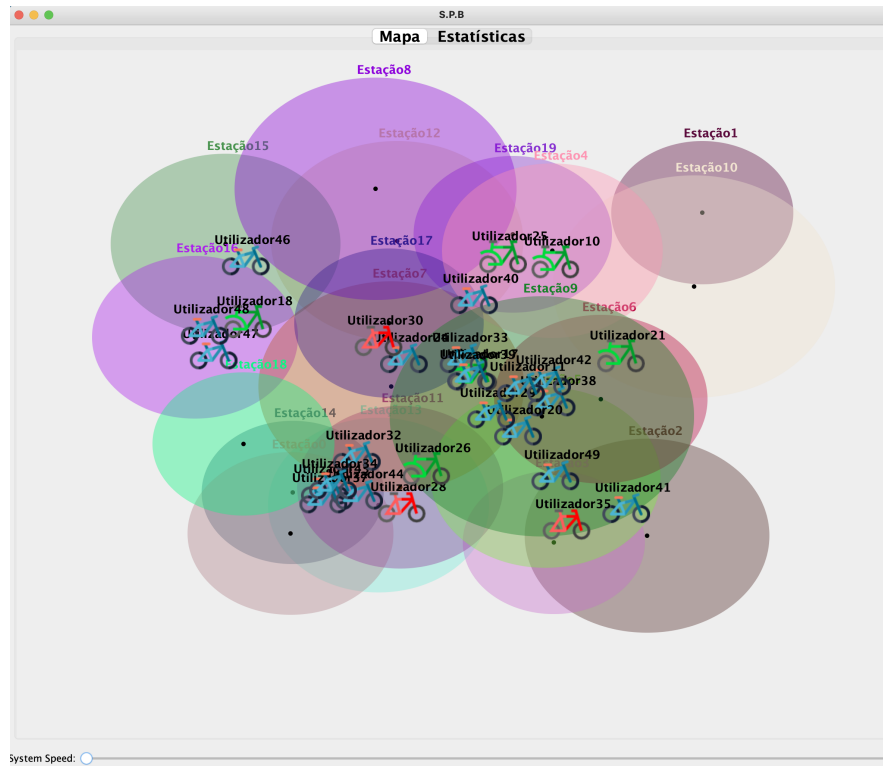 S.P.B
Mapa Estatísticas
Estação8
Estação12
Estação1
Estação15
Estação19
Estação4
Estação10
Utilizador46
Estação16
Estação17
Utilizador25
Utilizador10
Estação7
Utilizador40
Estação9
Utilizador48
Utilizador18
Estação6
Utilizador30
Utilizador47
Utilizador33
Utilizador21
Utilizador42
Utilizador11
Utilizador38
Estação11
Estação14
Estação13
Utilizador20
Estação2
Utilizador32
Utilizador26
Utilizador49
Utilizador34
Utilizador44
Utilizador28
Utilizador41
Utilizador35
System Speed: